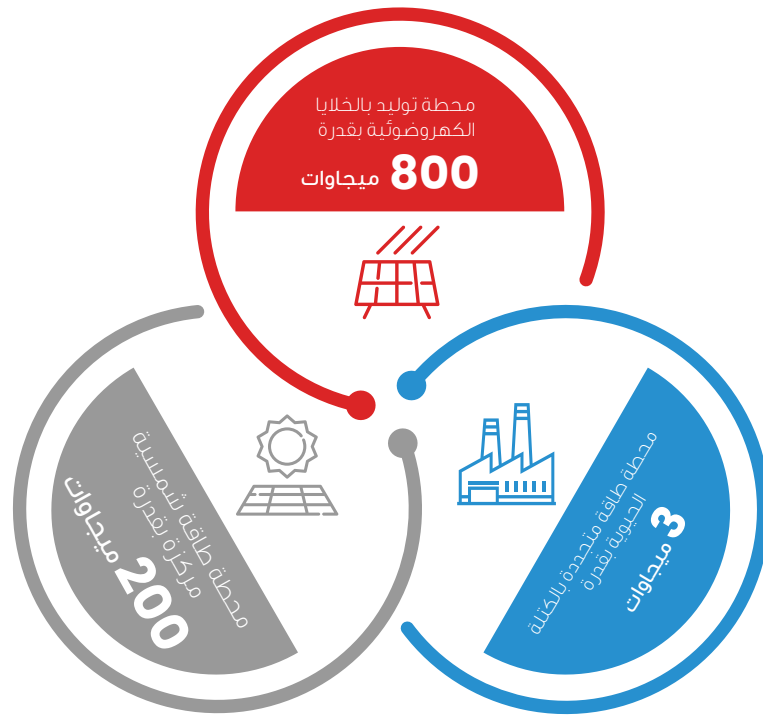 محطة توليد بالخلايا
الكهروضوئية بقدرة
800 ميجاوات
محطة طاقة متجددة بالكتلة
الحيوية بقدرة
3 ميجاوات
محطة طاقة شمسية
مركزة بقدرة
200 ميجاوات